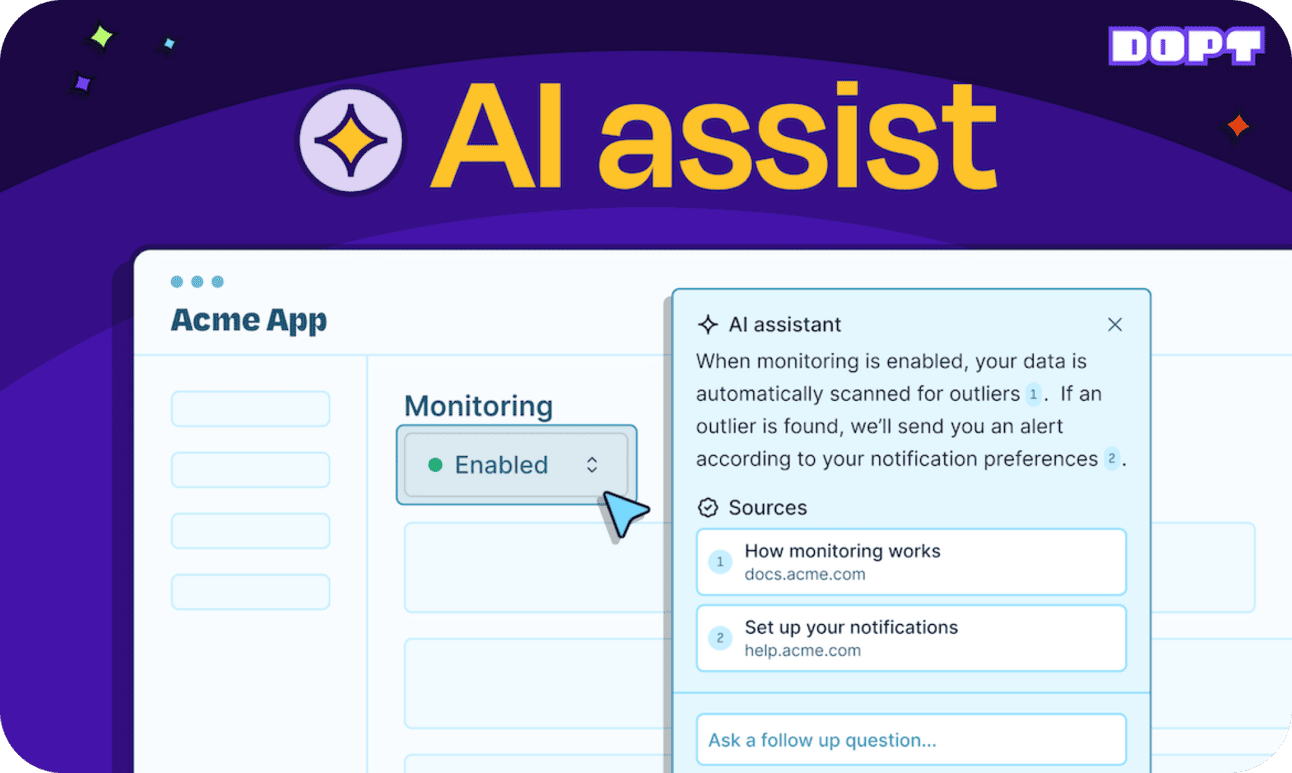 DOPT
AI assist
Acme App
Monitoring
Enabled
AI assistant
When monitoring is enabled, your data is
automatically scanned for outliers 1. If an
outlier is found, we’ll send you an alert
according to your notification preferences 2.
Sources
1
How monitoring works
docs.acme.com
2
Set up your notifications
help.acme.com
Ask a follow up question...